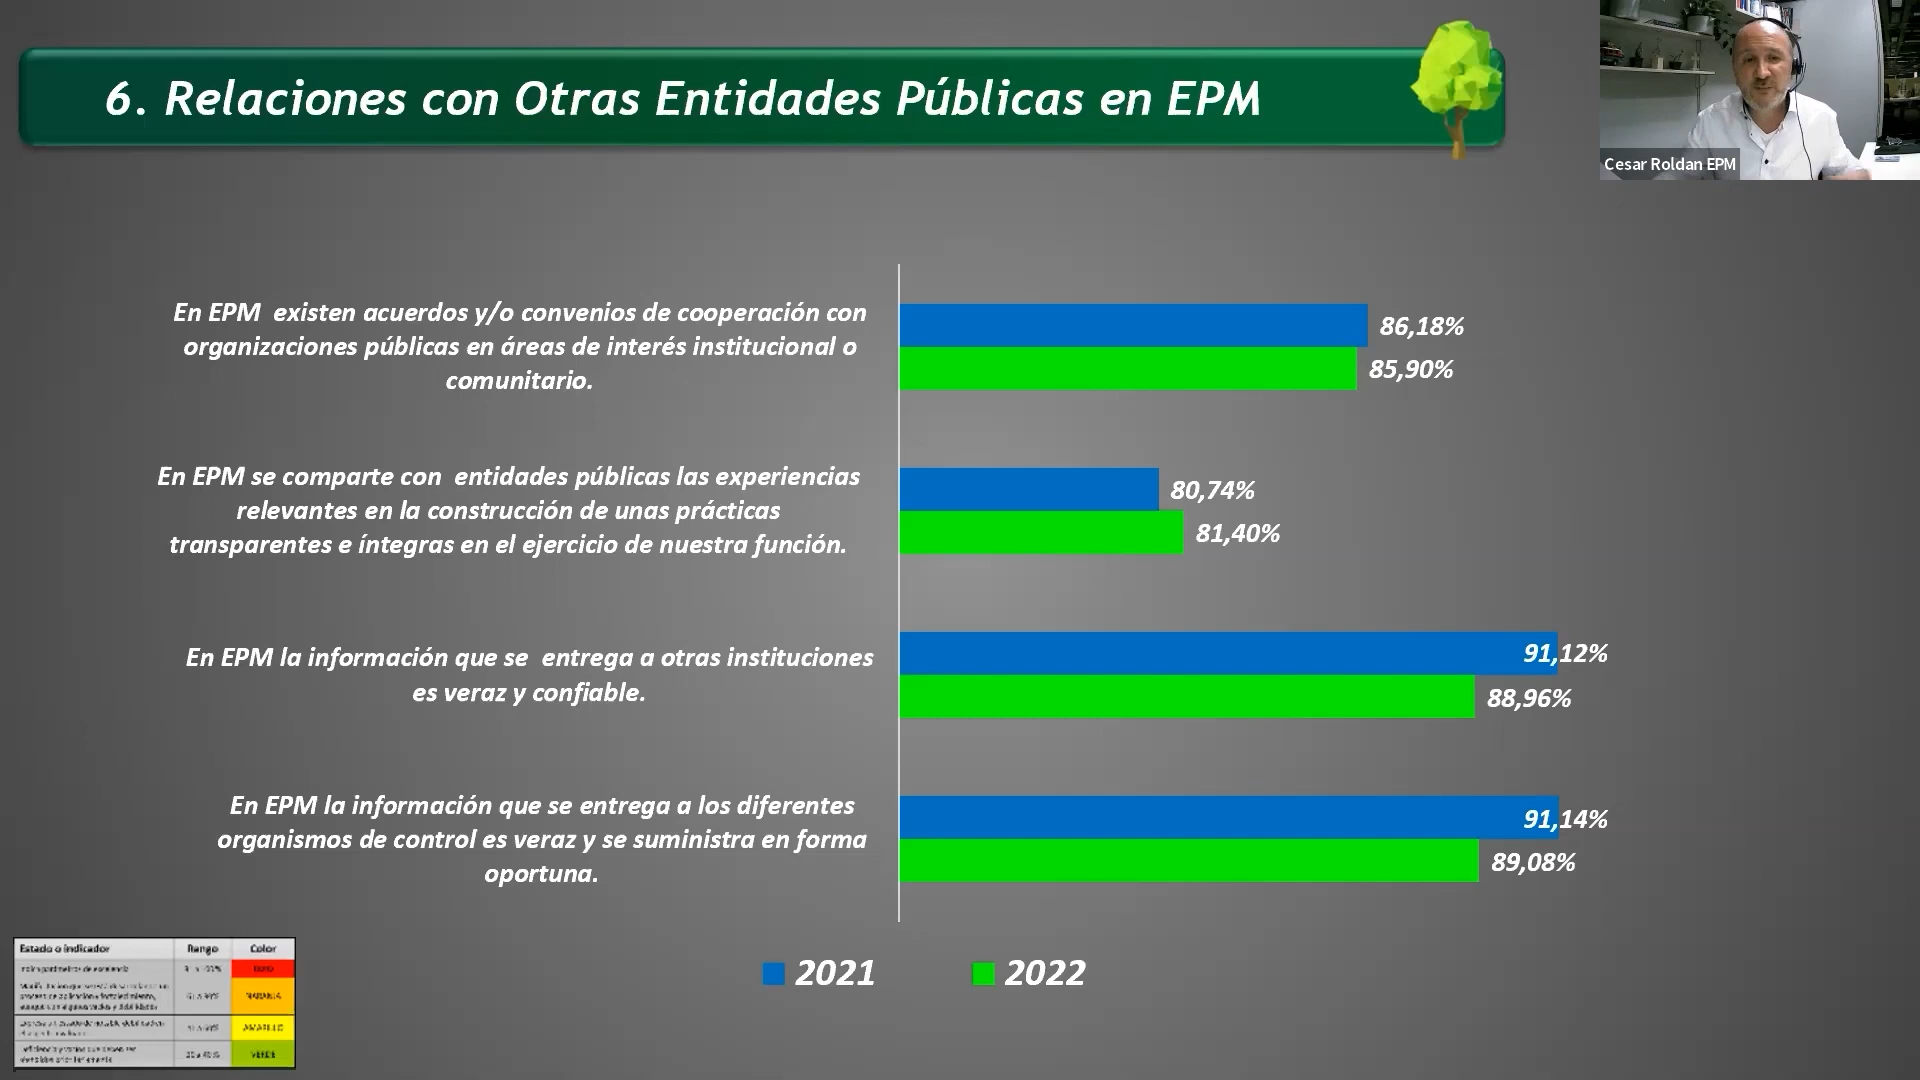 6. Relaciones con Otras Entidades Públicas en EPM
Cesar Roldan EPM
En EPM existen acuerdos y/o convenios de cooperación con
organizaciones públicas en áreas de interés institucional o
comunitario.
86,18%
85,90%
En EPM se comparte con entidades públicas las experiencias
relevantes en la construcción de unas prácticas
transparentes e íntegras en el ejercicio de nuestra función.
80,74%
81,40%
En EPM la información que se entrega a otras instituciones
es veraz y confiable.
91,12%
88,96%
En EPM la información que se entrega a los diferentes
organismos de control es veraz y se suministra en forma
oportuna.
91,14%
89,08%
2021 2022
Estado o indicador Rango Color
NARANJA
AMARILLO
VERDE